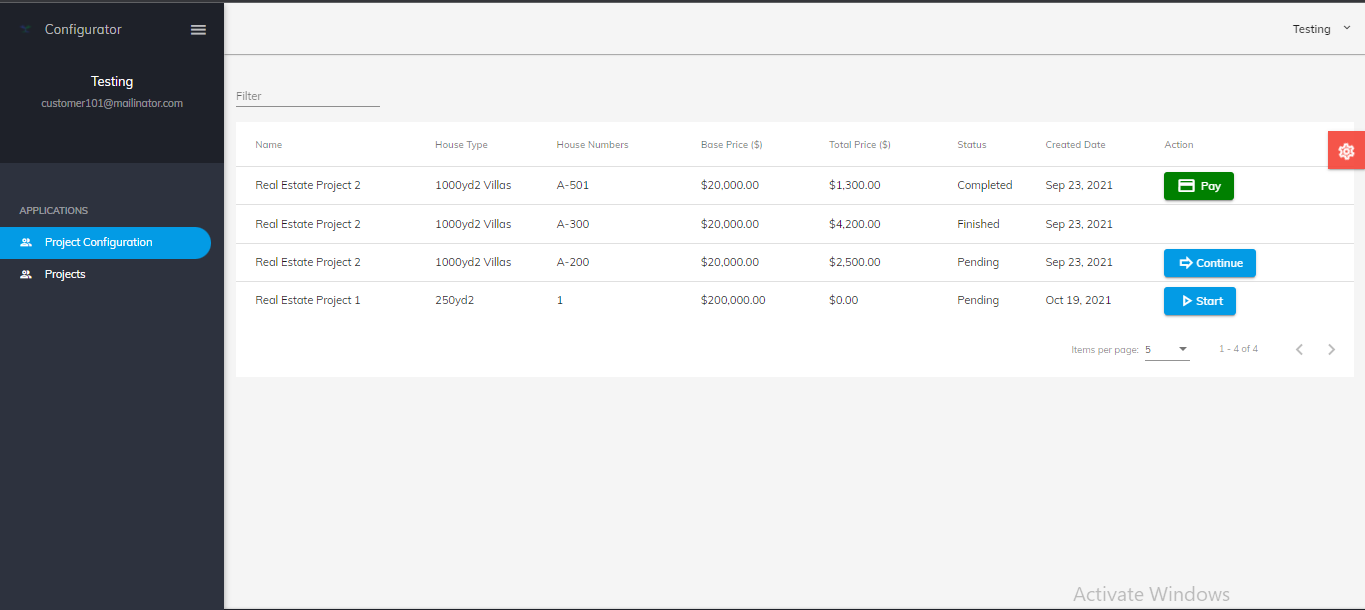 Configurator
Testing
Testing
customer101@mailinator.com
APPLICATIONS
Project Configuration
Projects
Filter
Name House Type House Numbers Base Price ($) Total Price ($) Status Created Date Action
Real Estate Project 2 1000yd2 Villas A-501 $20,000.00 $1,300.00 Completed Sep 23, 2021 Pay
Real Estate Project 2 1000yd2 Villas A-300 $20,000.00 $4,200.00 Finished Sep 23, 2021
Real Estate Project 2 1000yd2 Villas A-200 $20,000.00 $2,500.00 Pending Sep 23, 2021 Continue
Real Estate Project 1 250yd2 1 $200,000.00 $0.00 Pending Oct 19, 2021 Start
Items per page: 5 1 - 4 of 4
Activate Windows